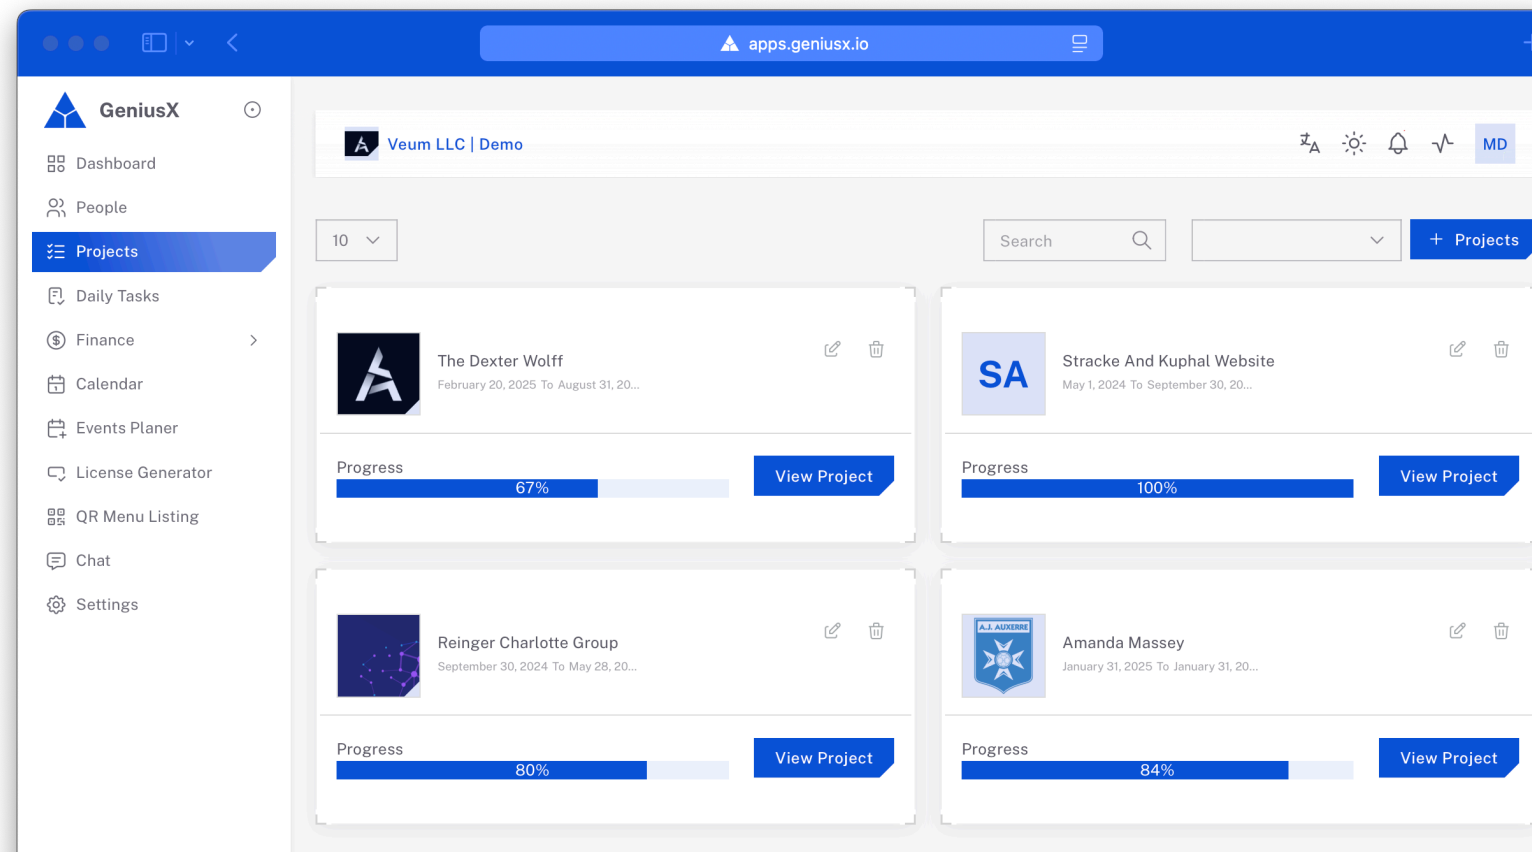 apps.geniusx.io
GeniusX
Dashboard
People
Projects
Daily Tasks
Finance
Calendar
Events Planer
License Generator
QR Menu Listing
Chat
Settings
Veum LLC | Demo
MD
10
Search
+ Projects
The Dexter Wolff
February 20, 2025 To August 31, 20...
Progress
67%
View Project
SA
Stracke And Kuphal Website
May 1, 2024 To September 30, 20...
Progress
100%
View Project
Reinger Charlotte Group
September 30, 2024 To May 28, 20...
Progress
80%
View Project
A.J. AUXERRE
Amanda Massey
January 31, 2025 To January 31, 20...
Progress
84%
View Project